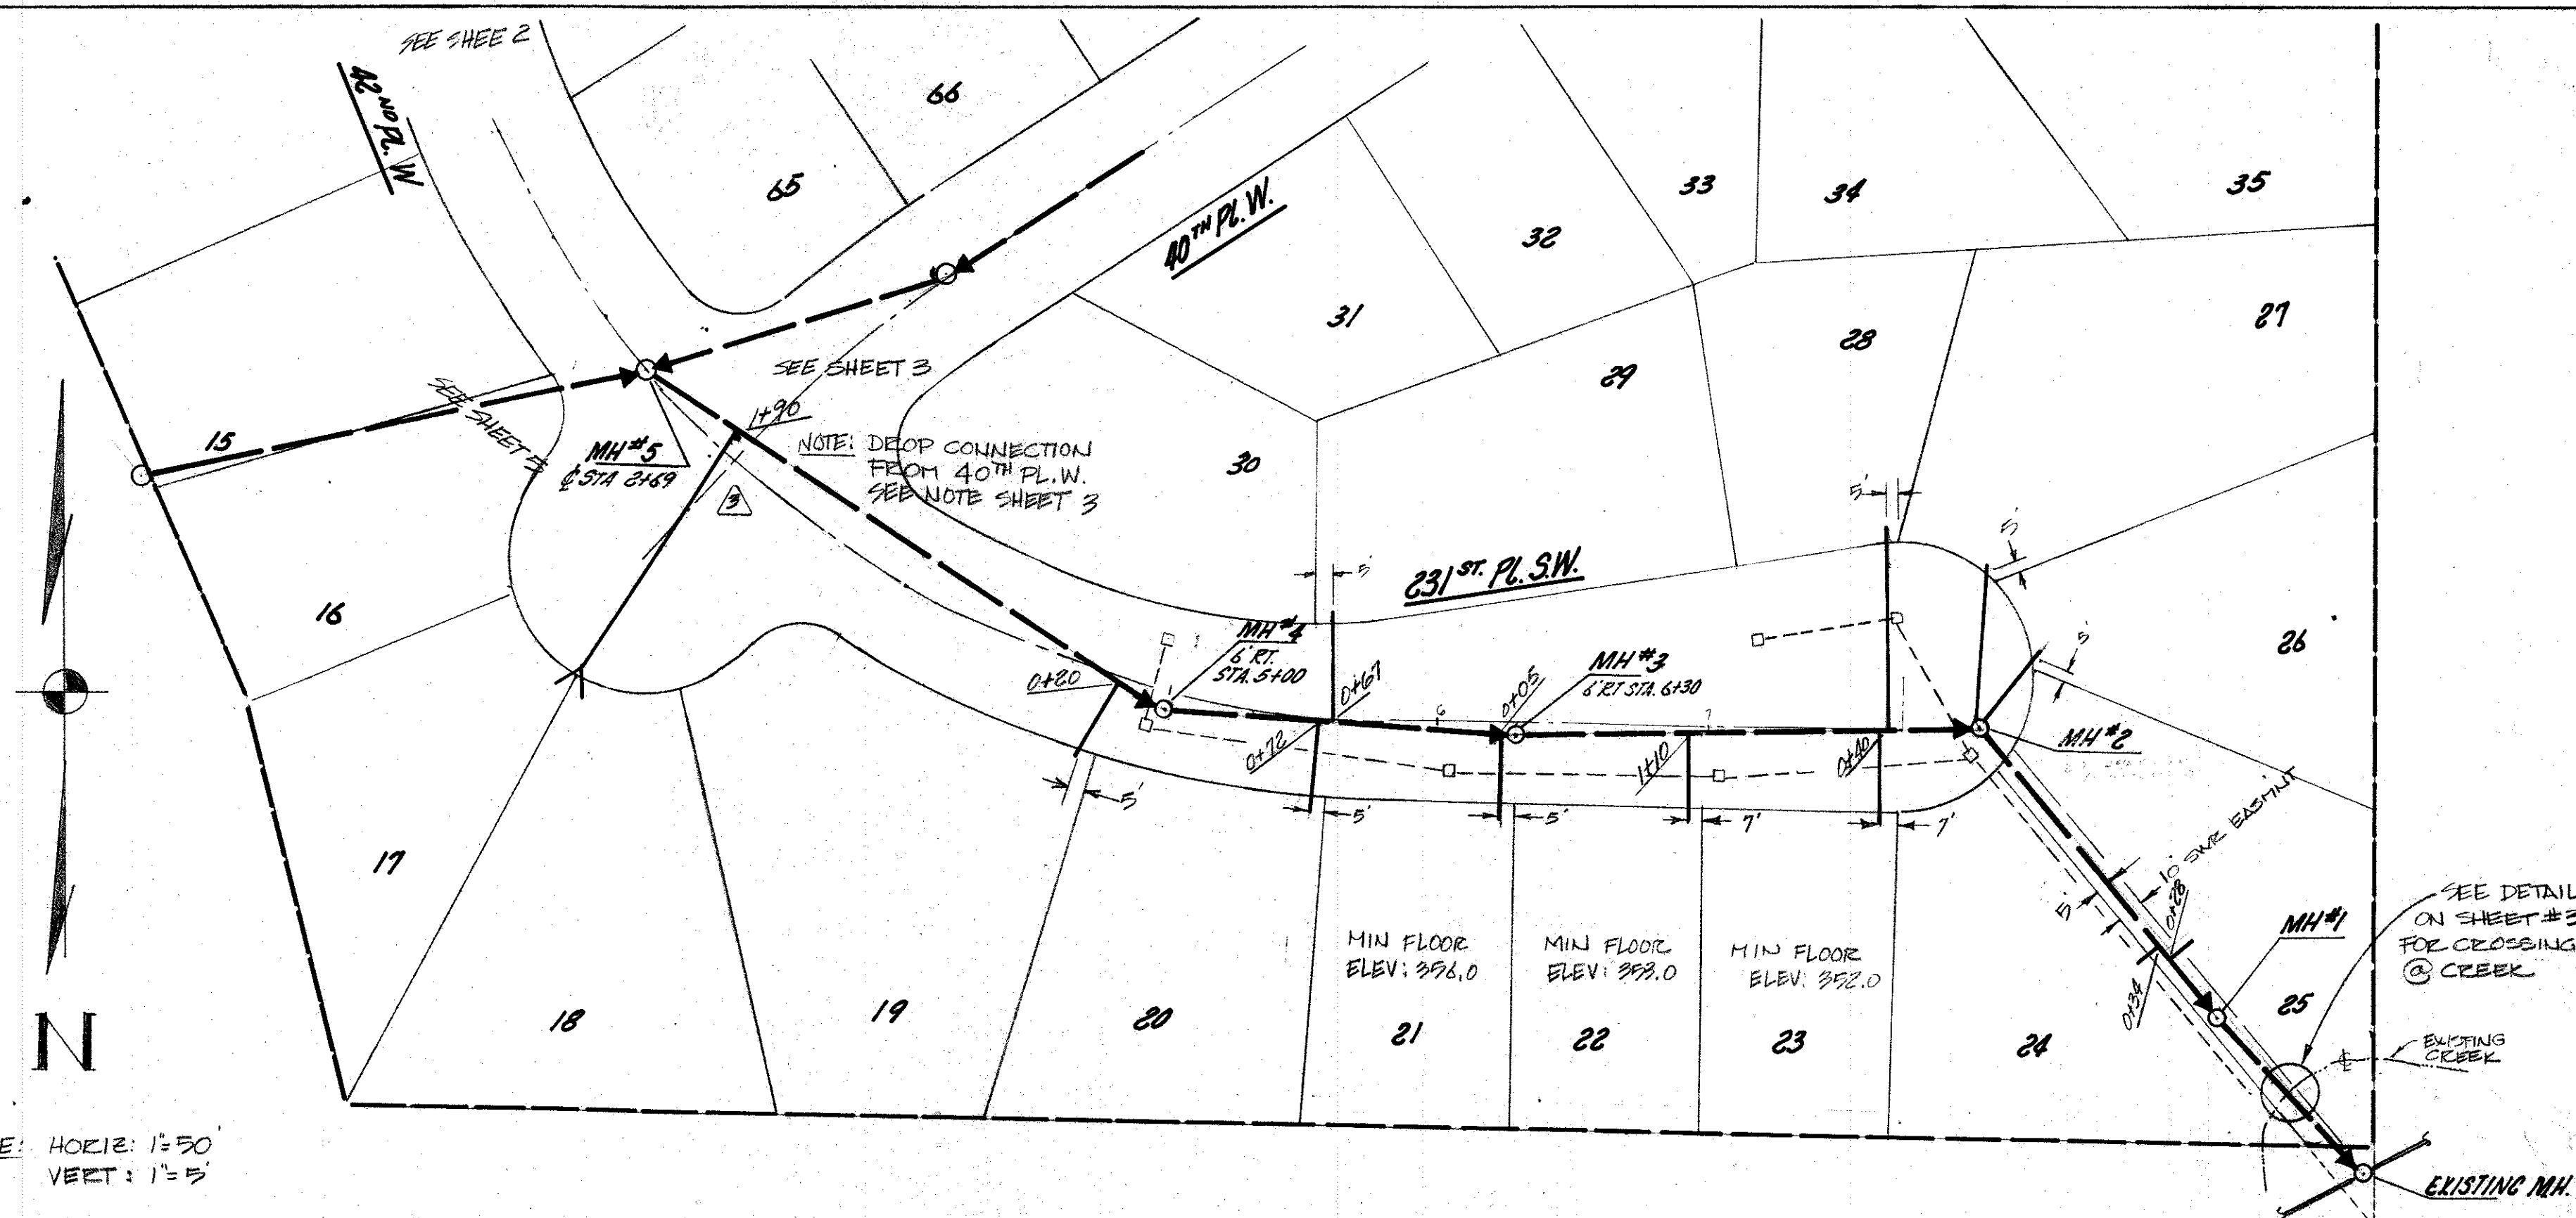 SEE SHEE 2
42ND PL. W
66
65
40TH PL. W.
33
34
35
32
31
28
27
29
30
26
SEE SHEET 3
SEE SHEET 5
15
MH #5
℄ STA 2+69
1+90
NOTE: DROP CONNECTION
FROM 40TH PL. W.
SEE NOTE SHEET 3
3
16
231ST. PL. S.W.
5'
5'
5'
5'
MH #4
6' RT.
STA. 5+00
0+20
0+67
0+72
6
7
0+05
MH #3
6' RT STA. 6+30
1+10
0+40
MH #2
5'
5'
5'
7'
7'
10' SWR EASMNT
5'
0+28
0+34
MH #1
SEE DETAIL
ON SHEET #3
FOR CROSSING
@ CREEK
EXISTING
CREEK
℄
17
18
19
20
MIN FLOOR
ELEV: 356.0
21
MIN FLOOR
ELEV: 353.0
22
MIN FLOOR
ELEV: 352.0
23
24
25
EXISTING M.H.
N
E: HORIZ: 1"=50'
VERT: 1"=5'